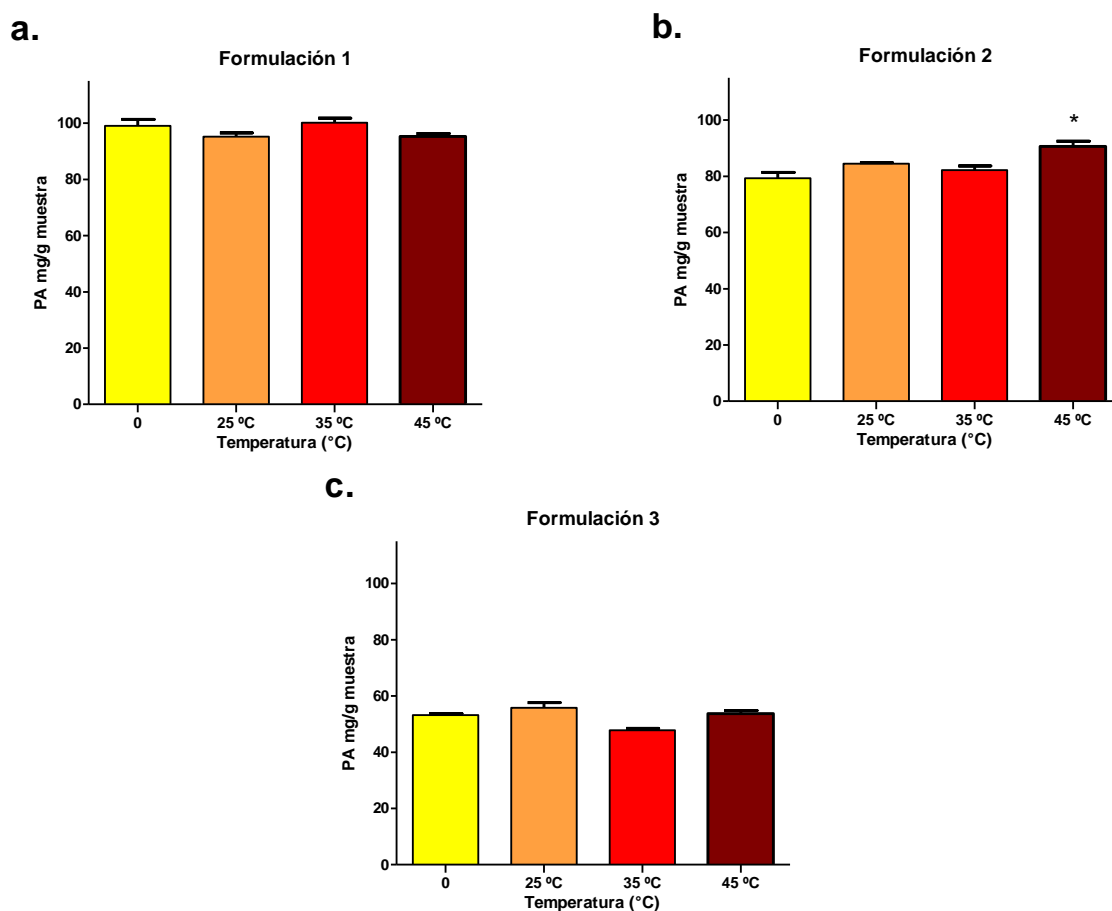 a.
Formulación 1
PA mg/g muestra
100
80
60
40
20
0
0 25 ºC 35 ºC 45 ºC
Temperatura (°C)
b.
Formulación 2
PA mg/g muestra
100
80
60
40
20
0
*
0 25 ºC 35 ºC 45 ºC
Temperatura (°C)
c.
Formulación 3
PA mg/g muestra
100
80
60
40
20
0
0 25 ºC 35 ºC 45 ºC
Temperatura (°C)